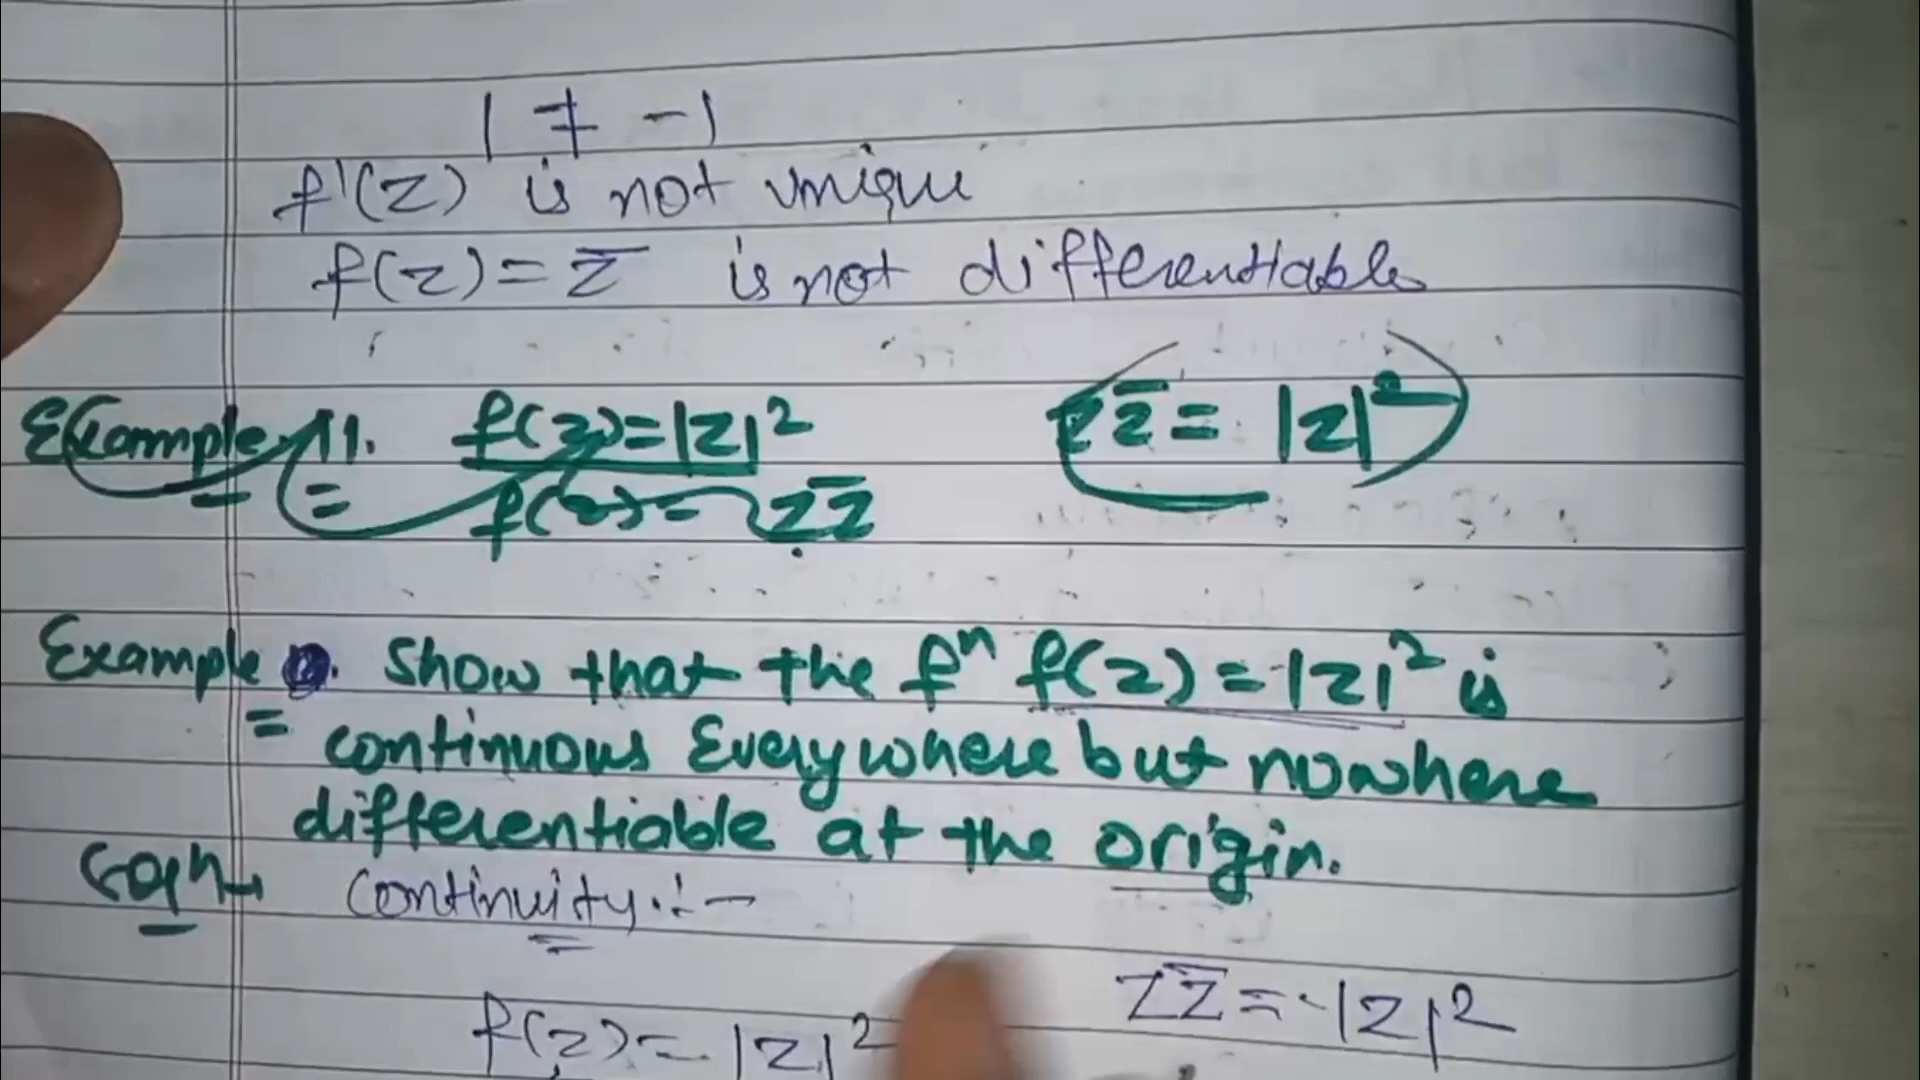 1 ≠ -1
f'(z) is not unique
f(z) = z̅ is not differentiable
Example 11. f(z)=|z|² zz̅ = |z|²
f(z) = zz̅
Example . Show that the fⁿ f(z) = |z|² is
continuous Everywhere but nowhere
differentiable at the origin.
Solⁿ→ Continuity :-
zz̅ = |z|²
f(z) = |z|²